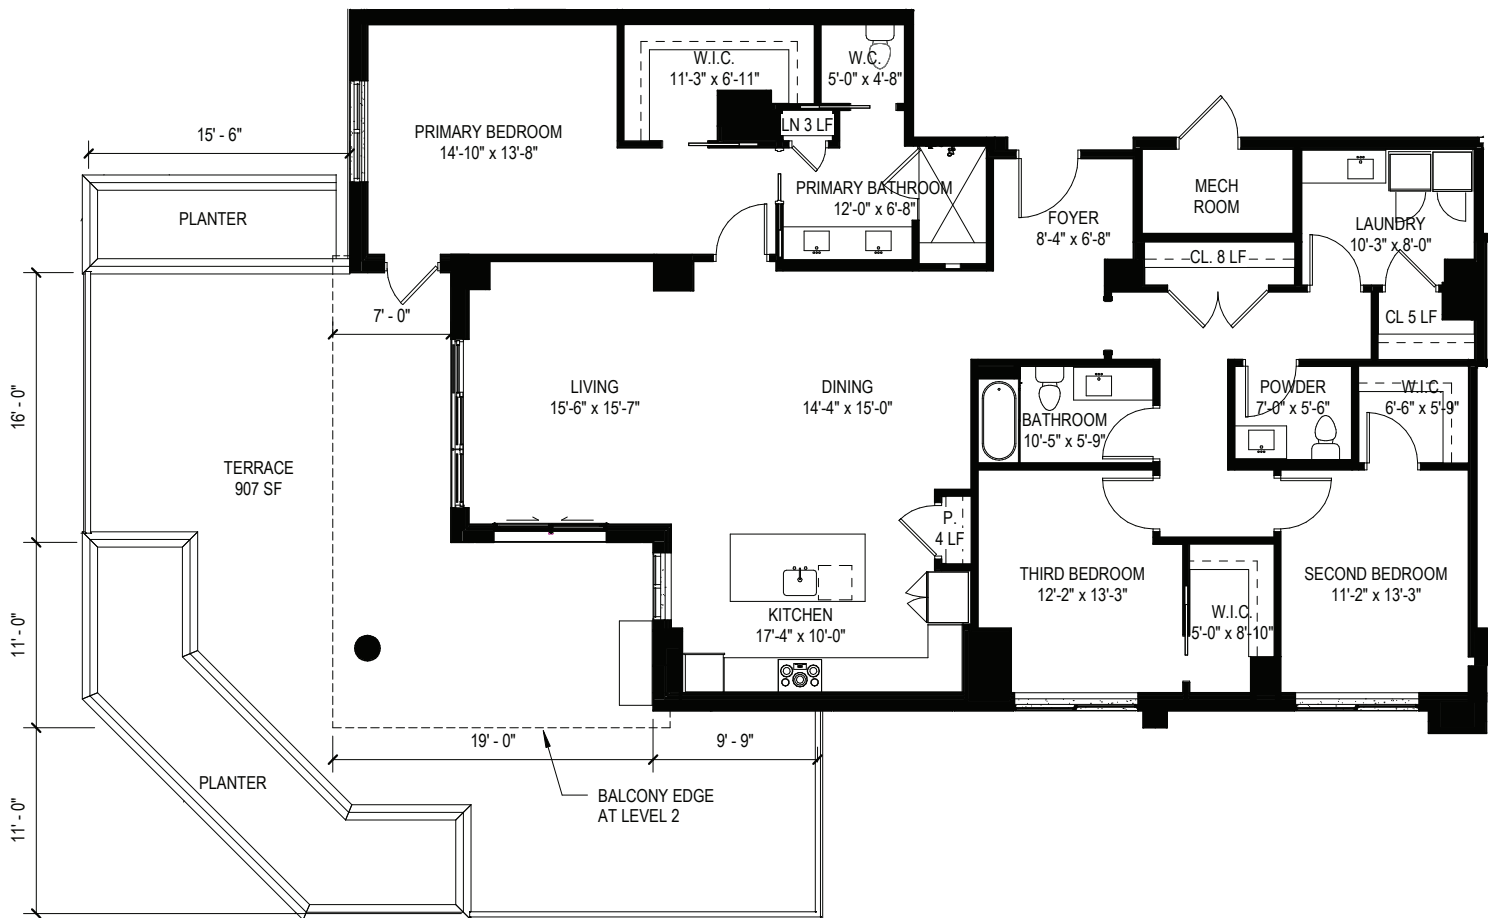 W.I.C.
11'-3" x 6'-11"
W.C.
5'-0" x 4'-8"
15' - 6"
PRIMARY BEDROOM
14'-10" x 13'-8"
LN 3 LF
PLANTER
PRIMARY BATHROOM
12'-0" x 6'-8"
FOYER
8'-4" x 6'-8"
MECH
ROOM
LAUNDRY
10'-3" x 8'-0"
CL. 8 LF
7' - 0"
CL 5 LF
16' - 0"
LIVING
15'-6" x 15'-7"
DINING
14'-4" x 15'-0"
BATHROOM
10'-5" x 5'-9"
POWDER
7'-0" x 5'-6"
W.I.C.
6'-6" x 5'-9"
TERRACE
907 SF
P.
4 LF
11' - 0"
KITCHEN
17'-4" x 10'-0"
THIRD BEDROOM
12'-2" x 13'-3"
W.I.C.
5'-0" x 8'-10"
SECOND BEDROOM
11'-2" x 13'-3"
19' - 0"
9' - 9"
PLANTER
BALCONY EDGE
AT LEVEL 2
11' - 0"